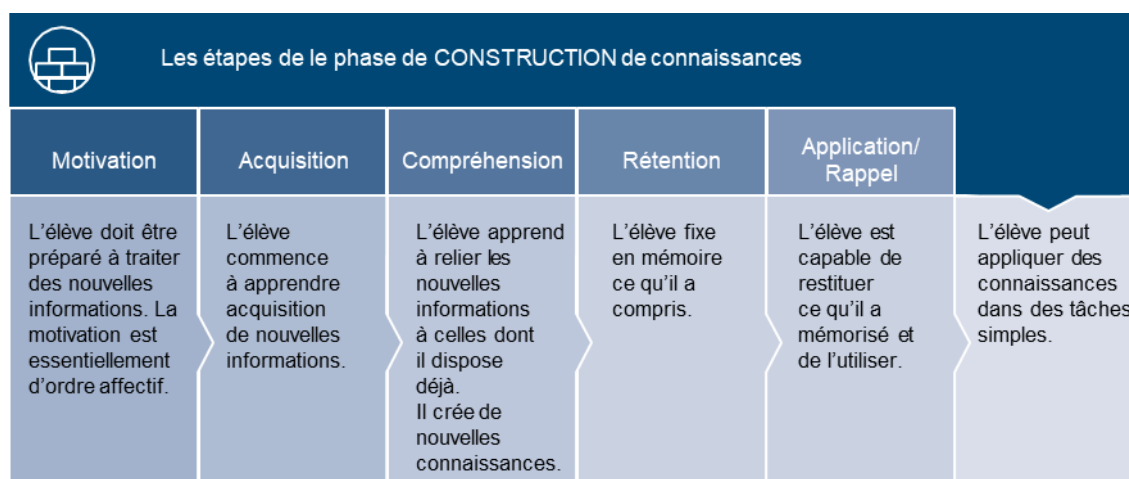 Les étapes de le phase de CONSTRUCTION de connaissances
Motivation
Acquisition
Compréhension
Rétention
Application/
Rappel
L'élève doit être
préparé à traiter
des nouvelles
informations. La
motivation est
essentiellement
d'ordre affectif.
L'élève
commence
à apprendre
acquisition
de nouvelles
informations.
L'élève apprend
à relier les
nouvelles
informations
à celles dont
il dispose
déjà.
Il crée de
nouvelles
connaissances.
L'élève fixe
en mémoire
ce qu'il a
compris.
L'élève est
capable de
restituer
ce qu'il a
mémorisé et
de l'utiliser.
L'élève peut
appliquer des
connaissances
dans des tâches
simples.